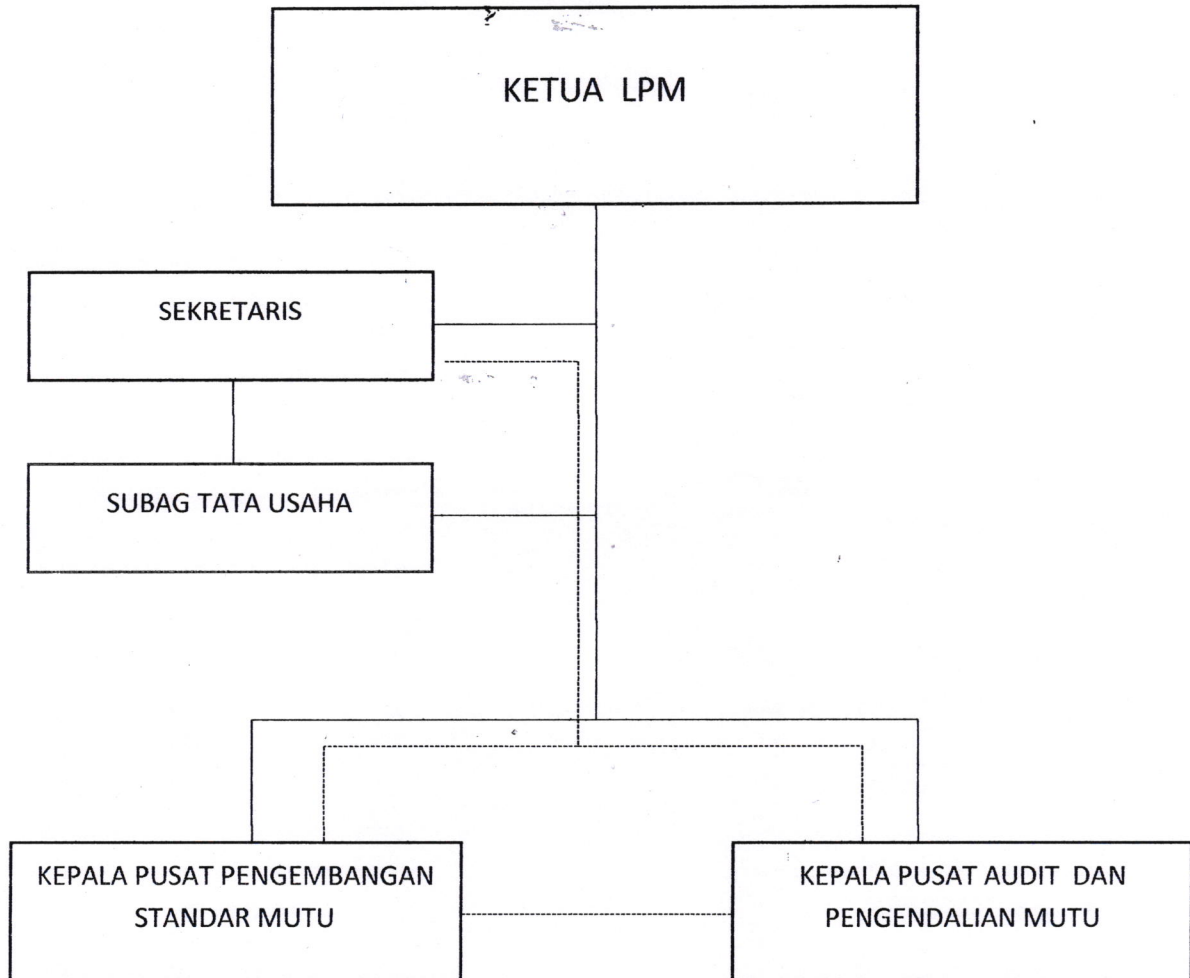 KETUA LPM
SEKRETARIS
SUBAG TATA USAHA
KEPALA PUSAT PENGEMBANGAN
STANDAR MUTU
KEPALA PUSAT AUDIT DAN
PENGENDALIAN MUTU